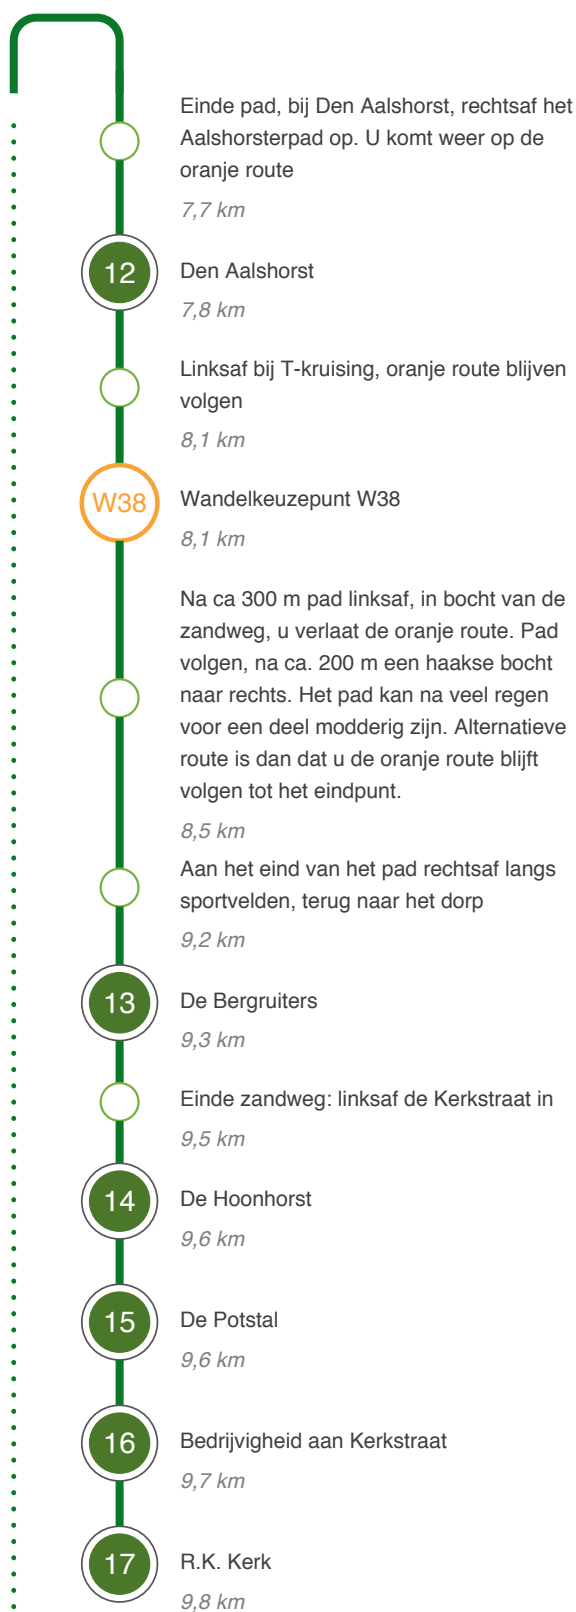 Einde pad, bij Den Aalshorst, rechtsaf het
Aalshorsterpad op. U komt weer op de
oranje route
7,7 km
12
Den Aalshorst
7,8 km
Linksaf bij T-kruising, oranje route blijven
volgen
8,1 km
W38
Wandelkeuzepunt W38
8,1 km
Na ca 300 m pad linksaf, in bocht van de
zandweg, u verlaat de oranje route. Pad
volgen, na ca. 200 m een haakse bocht
naar rechts. Het pad kan na veel regen
voor een deel modderig zijn. Alternatieve
route is dan dat u de oranje route blijft
volgen tot het eindpunt.
8,5 km
Aan het eind van het pad rechtsaf langs
sportvelden, terug naar het dorp
9,2 km
13
De Bergruiters
9,3 km
Einde zandweg: linksaf de Kerkstraat in
9,5 km
14
De Hoonhorst
9,6 km
15
De Potstal
9,6 km
16
Bedrijvigheid aan Kerkstraat
9,7 km
17
R.K. Kerk
9,8 km